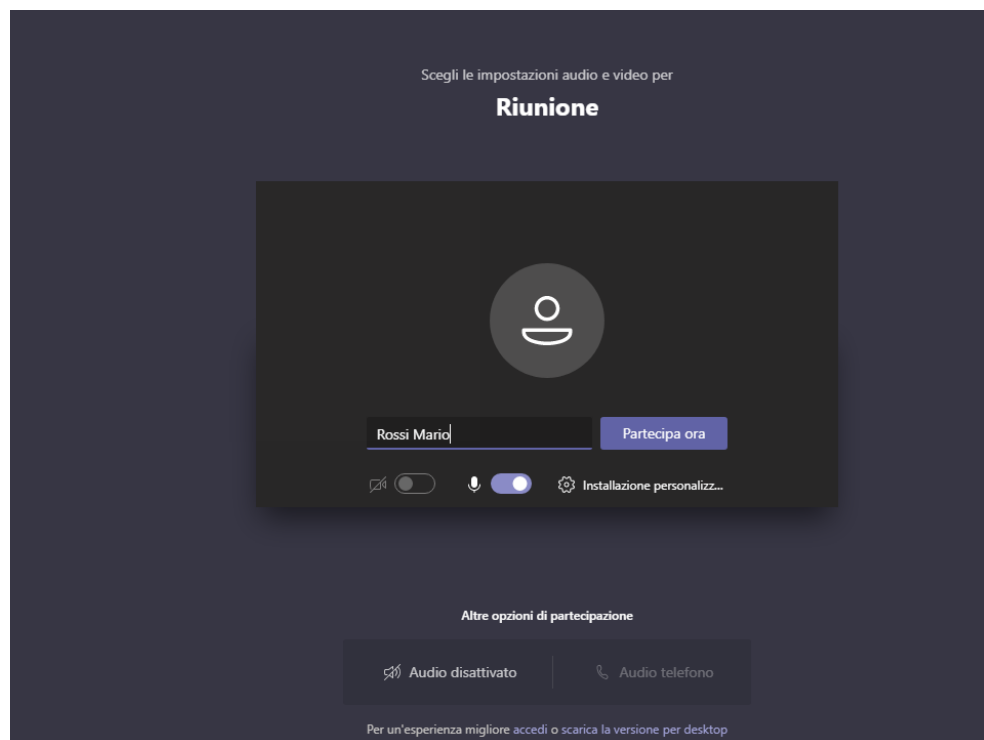 Scegli le impostazioni audio e video per
Riunione
Rossi Mario
Partecipa ora
Installazione personalizz...
Altre opzioni di partecipazione
Audio disattivato
Audio telefono
Per un'esperienza migliore accedi o scarica la versione per desktop